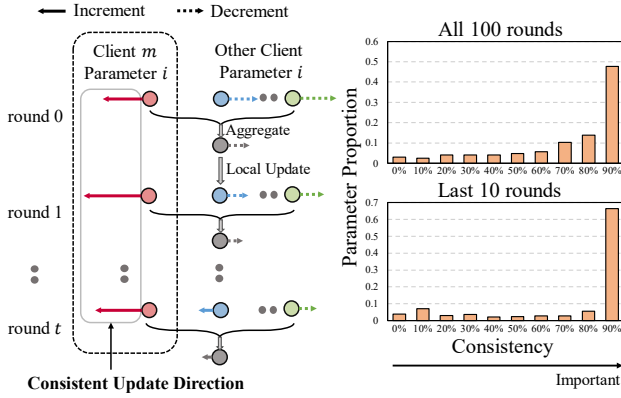 Increment
Decrement
Client m
Parameter i
Other Client
Parameter i
round 0
Aggregate
Local Update
round 1
round t
Consistent Update Direction
All 100 rounds
Parameter Proportion
0.6
0.5
0.4
0.3
0.2
0.1
0
0% 10% 20% 30% 40% 50% 60% 70% 80% 90%
Last 10 rounds
0.7
0.6
0.5
0.4
0.3
0.2
0.1
0
0% 10% 20% 30% 40% 50% 60% 70% 80% 90%
Consistency
Important